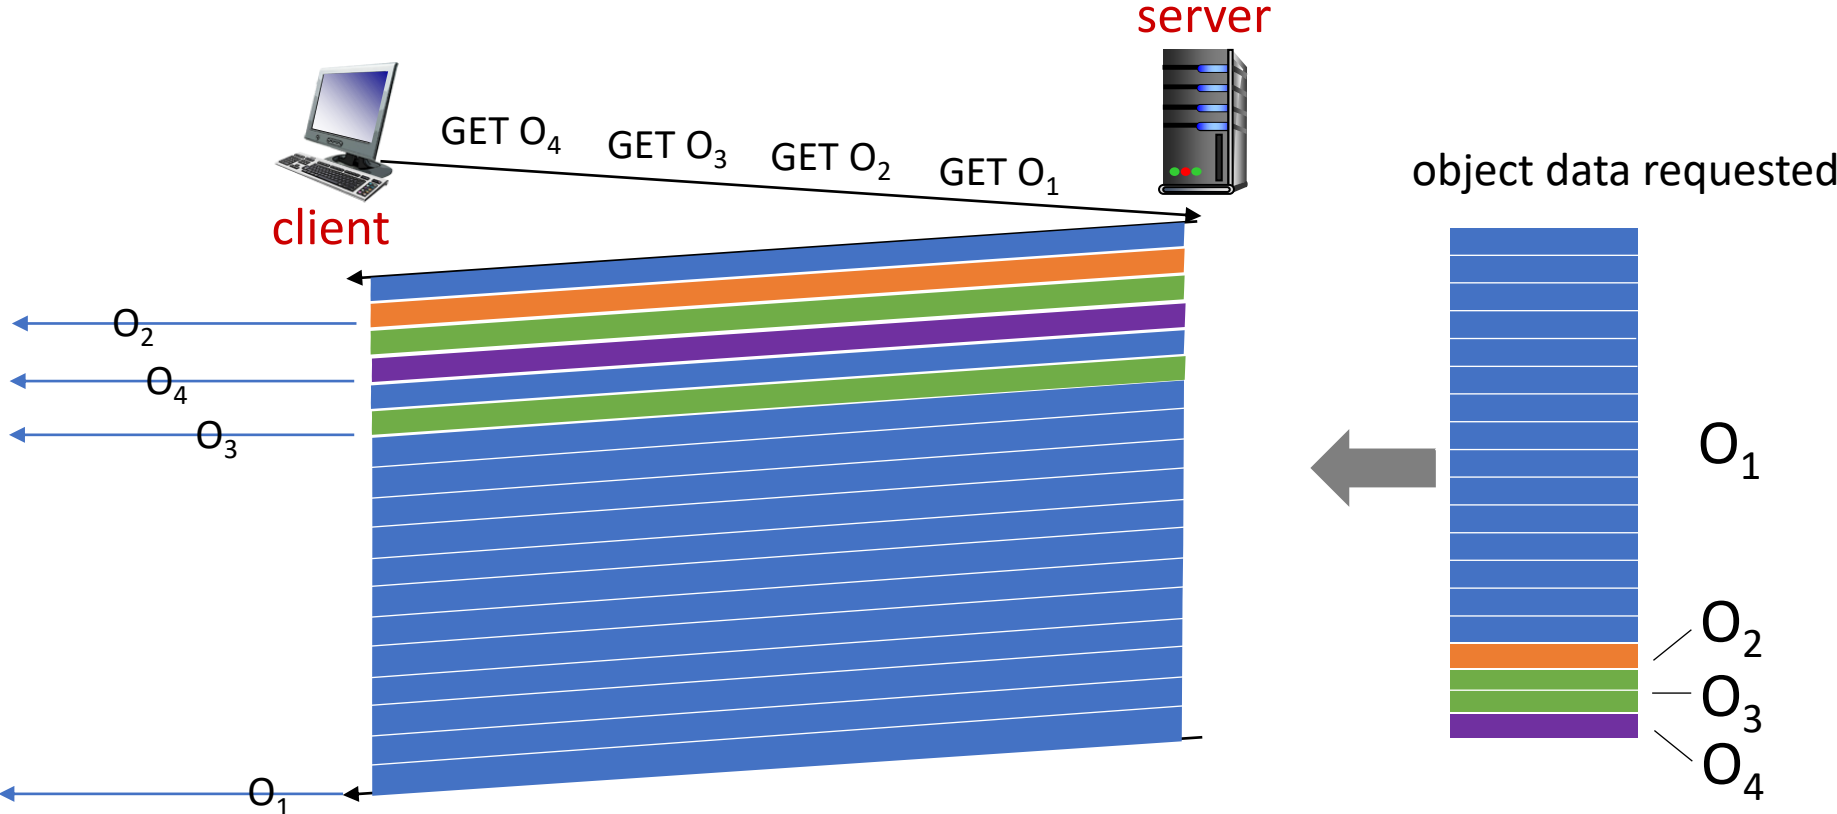 server
GET O₄
GET O₃
GET O₂
GET O₁
object data requested
client
O₂
O₄
O₃
O₁
O₁
O₂
O₃
O₄